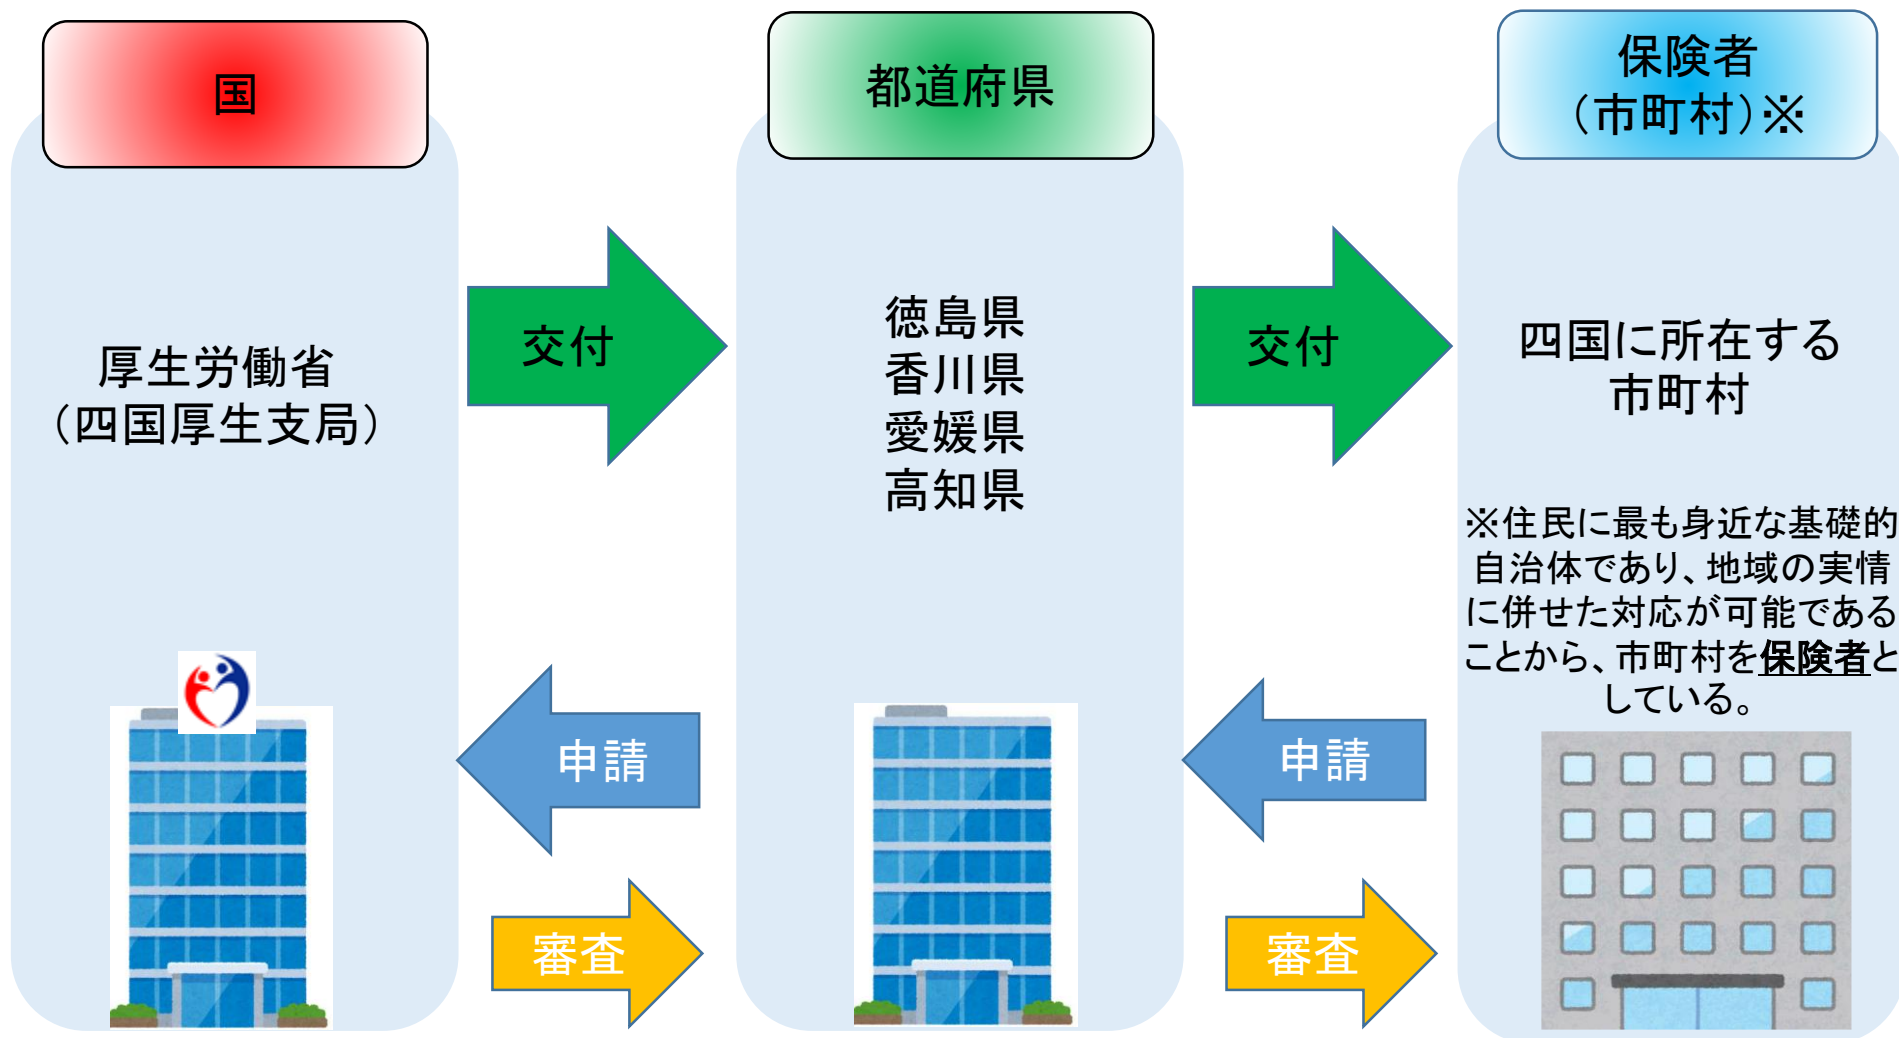 国
厚生労働省
（四国厚生支局）
都道府県
徳島県
香川県
愛媛県
高知県
保険者
（市町村）※
四国に所在する
市町村
※住民に最も身近な基礎的
自治体であり、地域の実情
に併せた対応が可能である
ことから、市町村を保険者と
している。
交付
交付
申請
申請
審査
審査